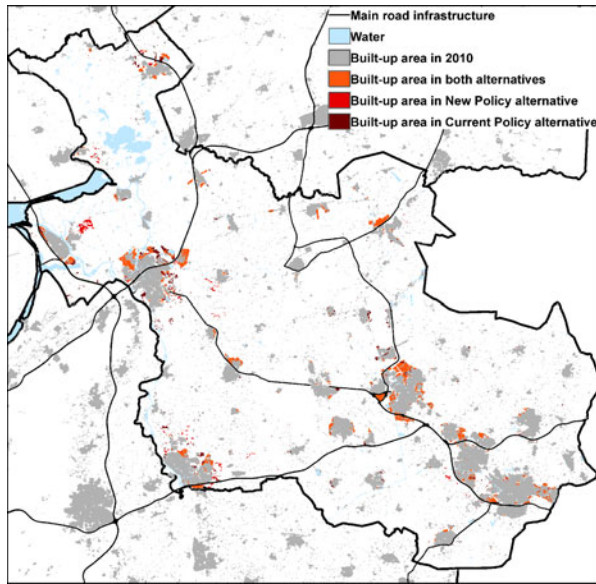 Main road infrastructure
Water
Built-up area in 2010
Built-up area in both alternatives
Built-up area in New Policy alternative
Built-up area in Current Policy alternative